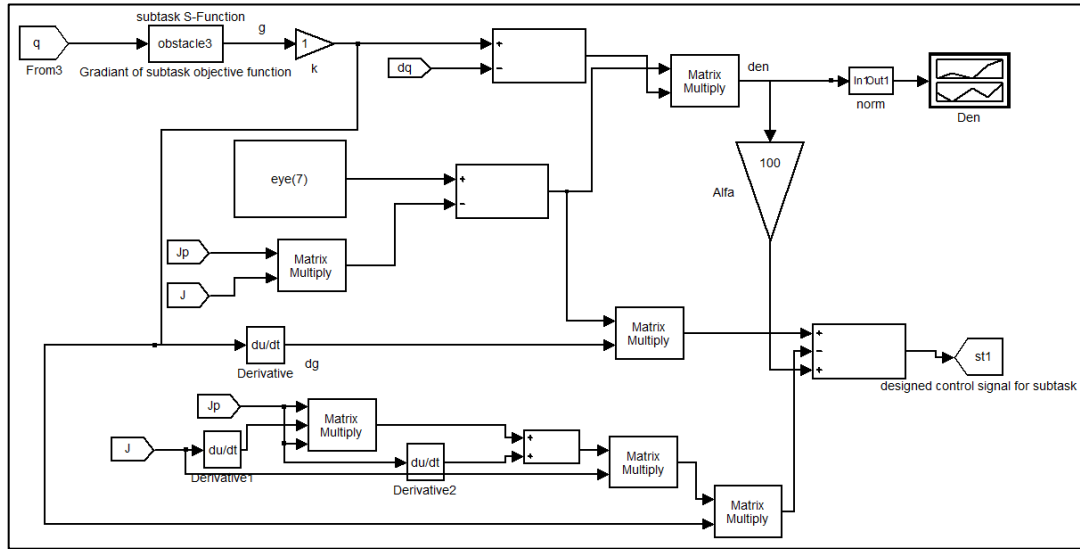 subtask S-Function
q
obstacle3
g
1
From3
Gradiant of subtask objective function
k
dq
+
−
Matrix
Multiply
den
In1Out1
norm
Den
eye(7)
+
−
100
Alfa
Jp
J
Matrix
Multiply
du/dt
Derivative
dg
Matrix
Multiply
+
−
+
st1
designed control signal for subtask
Jp
J
du/dt
Derivative1
Matrix
Multiply
du/dt
Derivative2
+
+
Matrix
Multiply
Matrix
Multiply